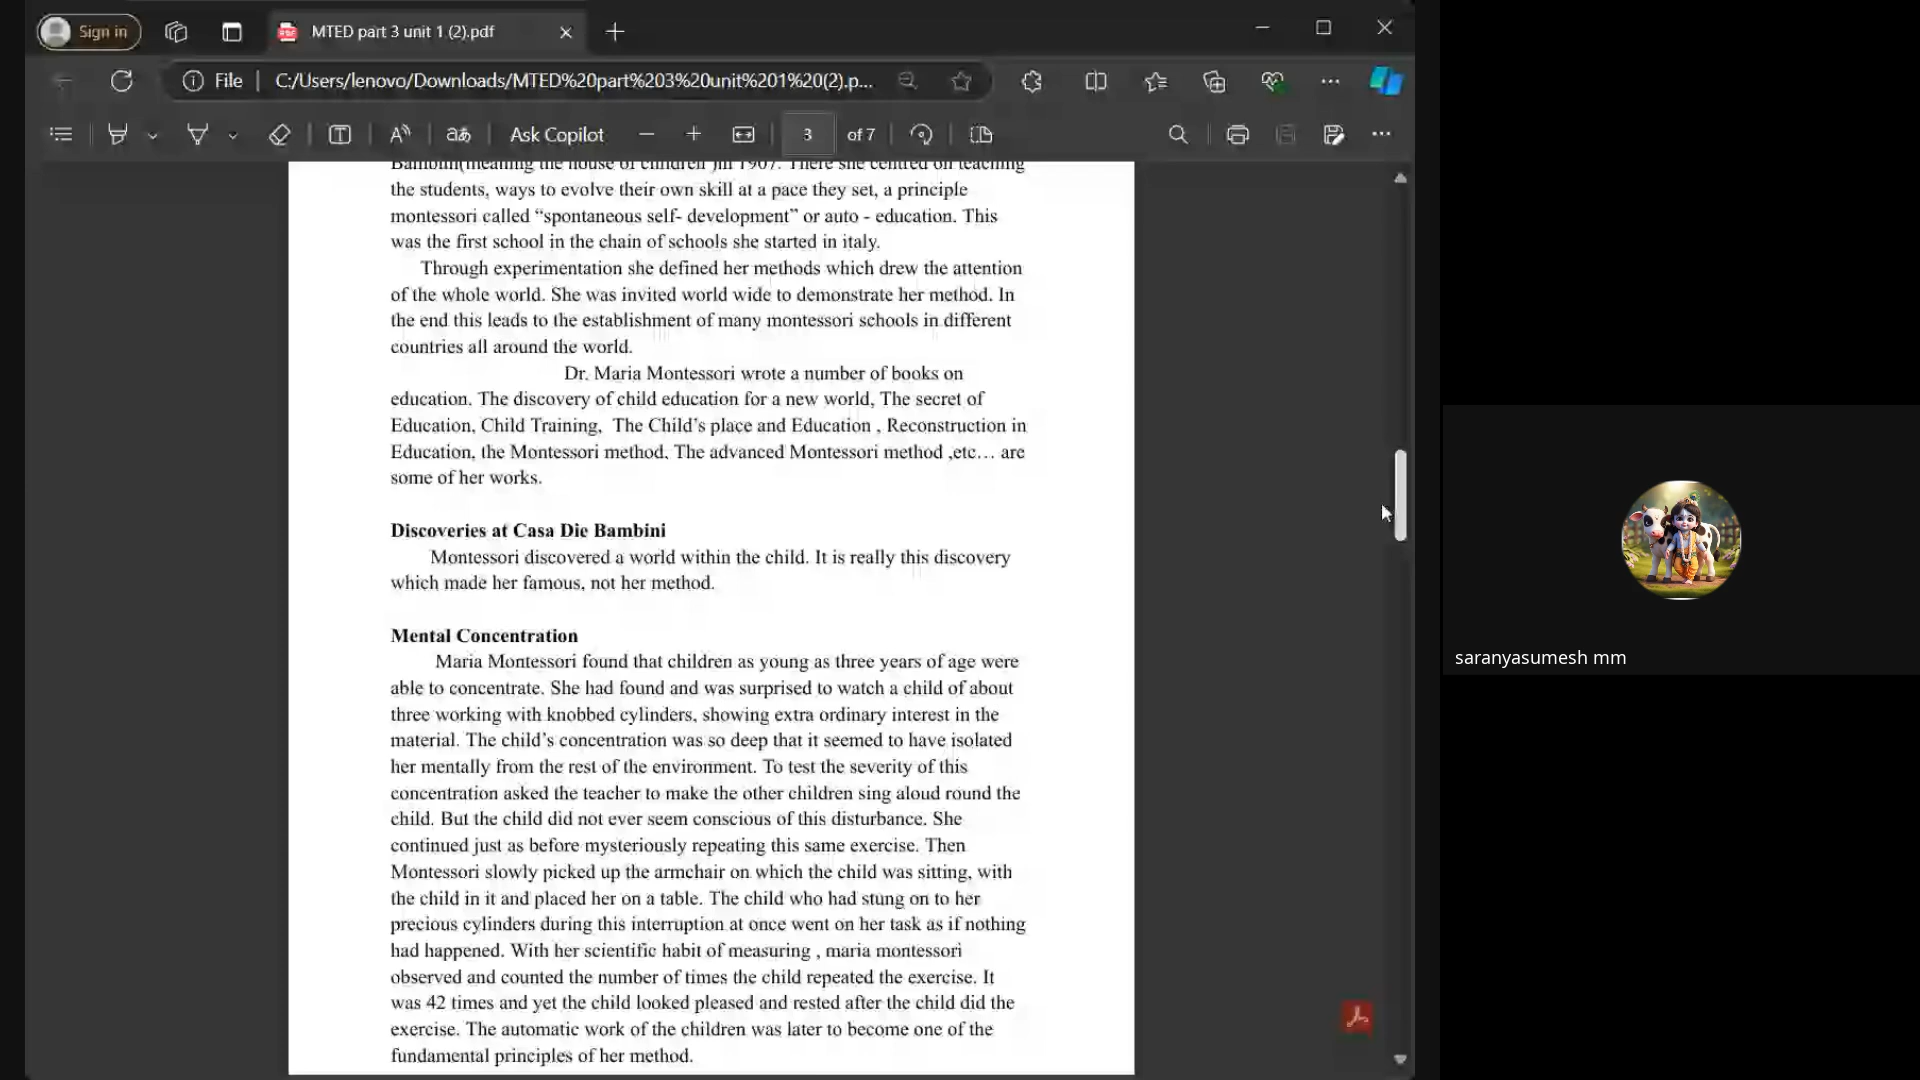 Sign in
MTED part 3 unit 1 (2).pdf
File
C:/Users/lenovo/Downloads/MTED%20part%203%20unit%201%20(2).p...
Ask Copilot
3 of 7
Bambini(meaning the house of children )in 1907. There she centred on teaching
the students, ways to evolve their own skill at a pace they set, a principle
montessori called “spontaneous self- development” or auto - education. This
was the first school in the chain of schools she started in italy.
Through experimentation she defined her methods which drew the attention
of the whole world. She was invited world wide to demonstrate her method. In
the end this leads to the establishment of many montessori schools in different
countries all around the world.
Dr. Maria Montessori wrote a number of books on
education. The discovery of child education for a new world, The secret of
Education, Child Training,  The Child’s place and Education , Reconstruction in
Education, the Montessori method, The advanced Montessori method ,etc… are
some of her works.
Discoveries at Casa Die Bambini
Montessori discovered a world within the child. It is really this discovery
which made her famous, not her method.
Mental Concentration
Maria Montessori found that children as young as three years of age were
able to concentrate. She had found and was surprised to watch a child of about
three working with knobbed cylinders, showing extra ordinary interest in the
material. The child’s concentration was so deep that it seemed to have isolated
her mentally from the rest of the environment. To test the severity of this
concentration asked the teacher to make the other children sing aloud round the
child. But the child did not ever seem conscious of this disturbance. She
continued just as before mysteriously repeating this same exercise. Then
Montessori slowly picked up the armchair on which the child was sitting, with
the child in it and placed her on a table. The child who had stung on to her
precious cylinders during this interruption at once went on her task as if nothing
had happened. With her scientific habit of measuring , maria montessori
observed and counted the number of times the child repeated the exercise. It
was 42 times and yet the child looked pleased and rested after the child did the
exercise. The automatic work of the children was later to become one of the
fundamental principles of her method.
saranyasumesh mm